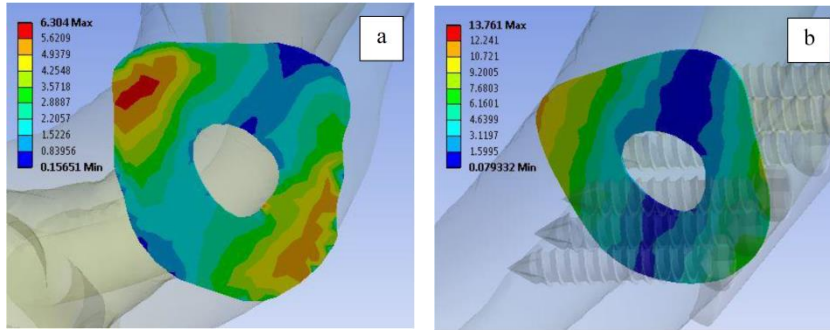 6.304 Max
5.6209
4.9379
4.2548
3.5718
2.8887
2.2057
1.5226
0.83956
0.15651 Min
a
13.761 Max
12.241
10.721
9.2005
7.6803
6.1601
4.6399
3.1197
1.5995
0.079332 Min
b